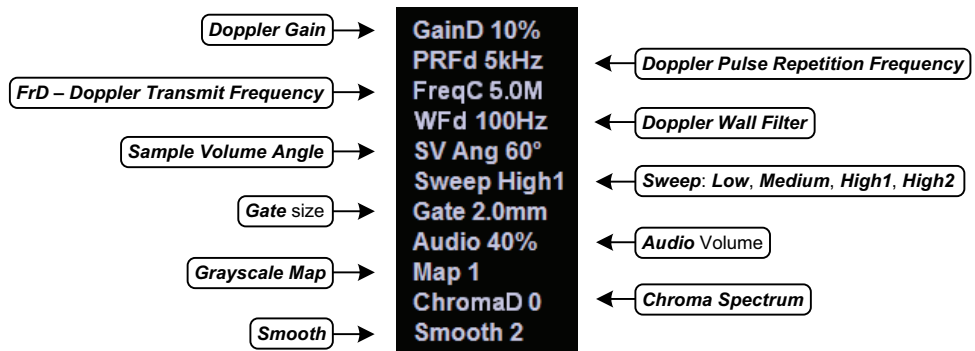 Doppler Gain
GainD 10%
PRFd 5kHz
Doppler Pulse Repetition Frequency
FrD – Doppler Transmit Frequency
FreqC 5.0M
WFd 100Hz
Doppler Wall Filter
Sample Volume Angle
SV Ang 60°
Sweep High1
Sweep: Low, Medium, High1, High2
Gate size
Gate 2.0mm
Audio 40%
Audio Volume
Grayscale Map
Map 1
ChromaD 0
Chroma Spectrum
Smooth
Smooth 2